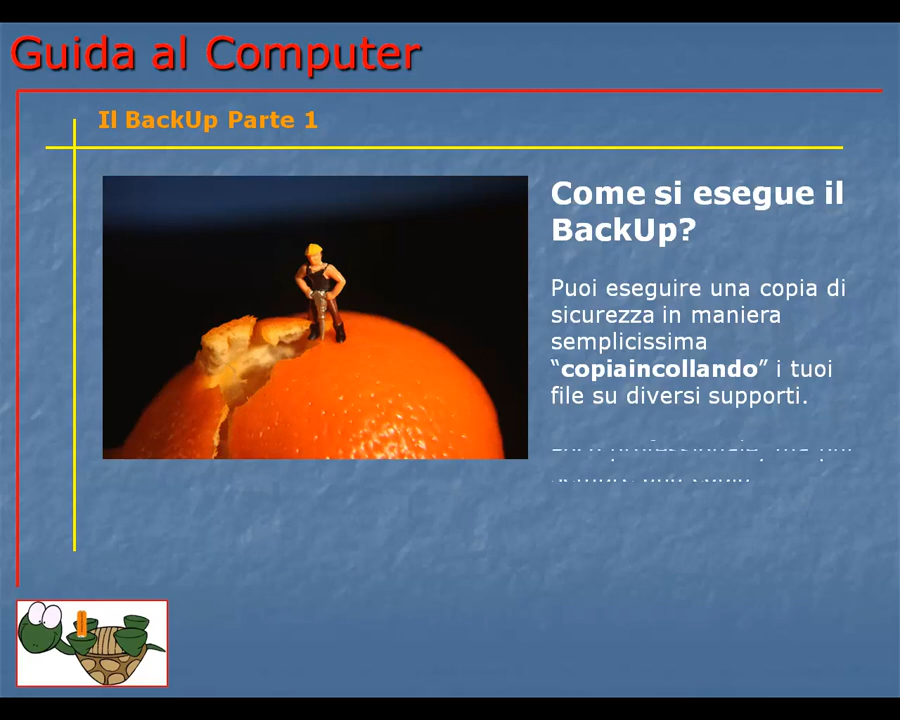 Guida al Computer
Il BackUp Parte 1
Come si esegue il
BackUp?
Puoi eseguire una copia di
sicurezza in maniera
semplicissima
“copiaincollando” i tuoi
file su diversi supporti.